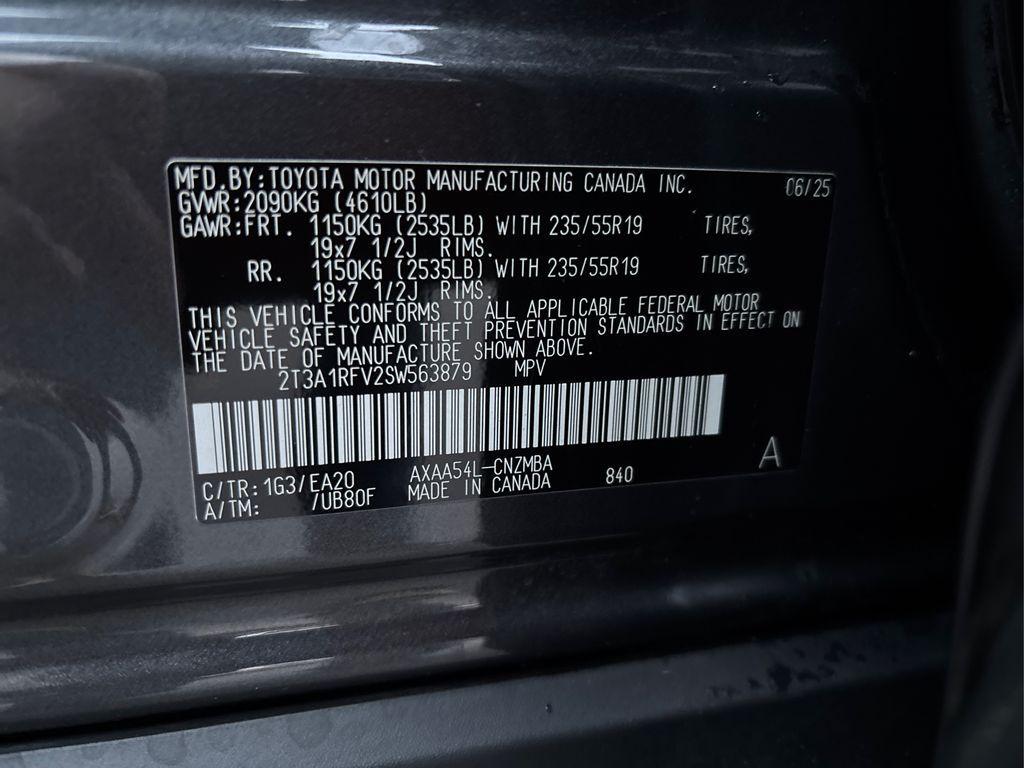 MFD.BY:TOYOTA MOTOR MANUFACTURING CANADA INC. 06/25
GVWR:2090KG (4610LB)
GAWR:FRT. 1150KG (2535LB) WITH 235/55R19 TIRES,
19x7 1/2J RIMS.
RR. 1150KG (2535LB) WITH 235/55R19 TIRES,
19x7 1/2J RIMS.
THIS VEHICLE CONFORMS TO ALL APPLICABLE FEDERAL MOTOR
VEHICLE SAFETY AND THEFT PREVENTION STANDARDS IN EFFECT ON
THE DATE OF MANUFACTURE SHOWN ABOVE.
2T3A1RFV2SW563879 MPV
C/TR:1G3/EA20 AXAA54L-CNZMBA 840 A
A/TM: /UB80F MADE IN CANADA